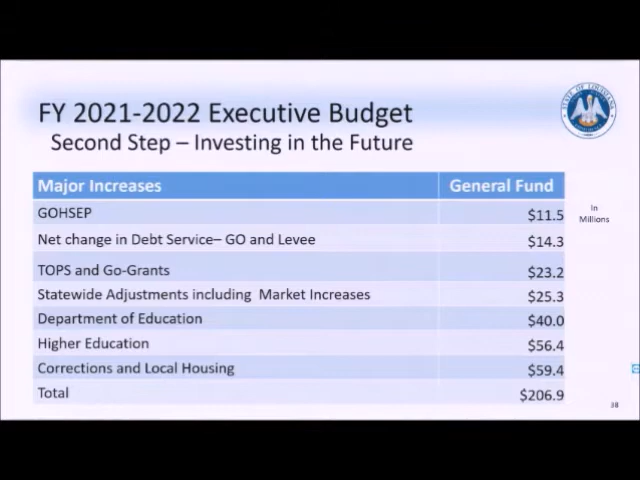 FY 2021-2022 Executive Budget
Second Step – Investing in the Future
STATE OF LOUISIANA
Major Increases General Fund
In
Millions
GOHSEP $11.5
Net change in Debt Service– GO and Levee $14.3
TOPS and Go-Grants $23.2
Statewide Adjustments including Market Increases $25.3
Department of Education $40.0
Higher Education $56.4
Corrections and Local Housing $59.4
Total $206.9
38